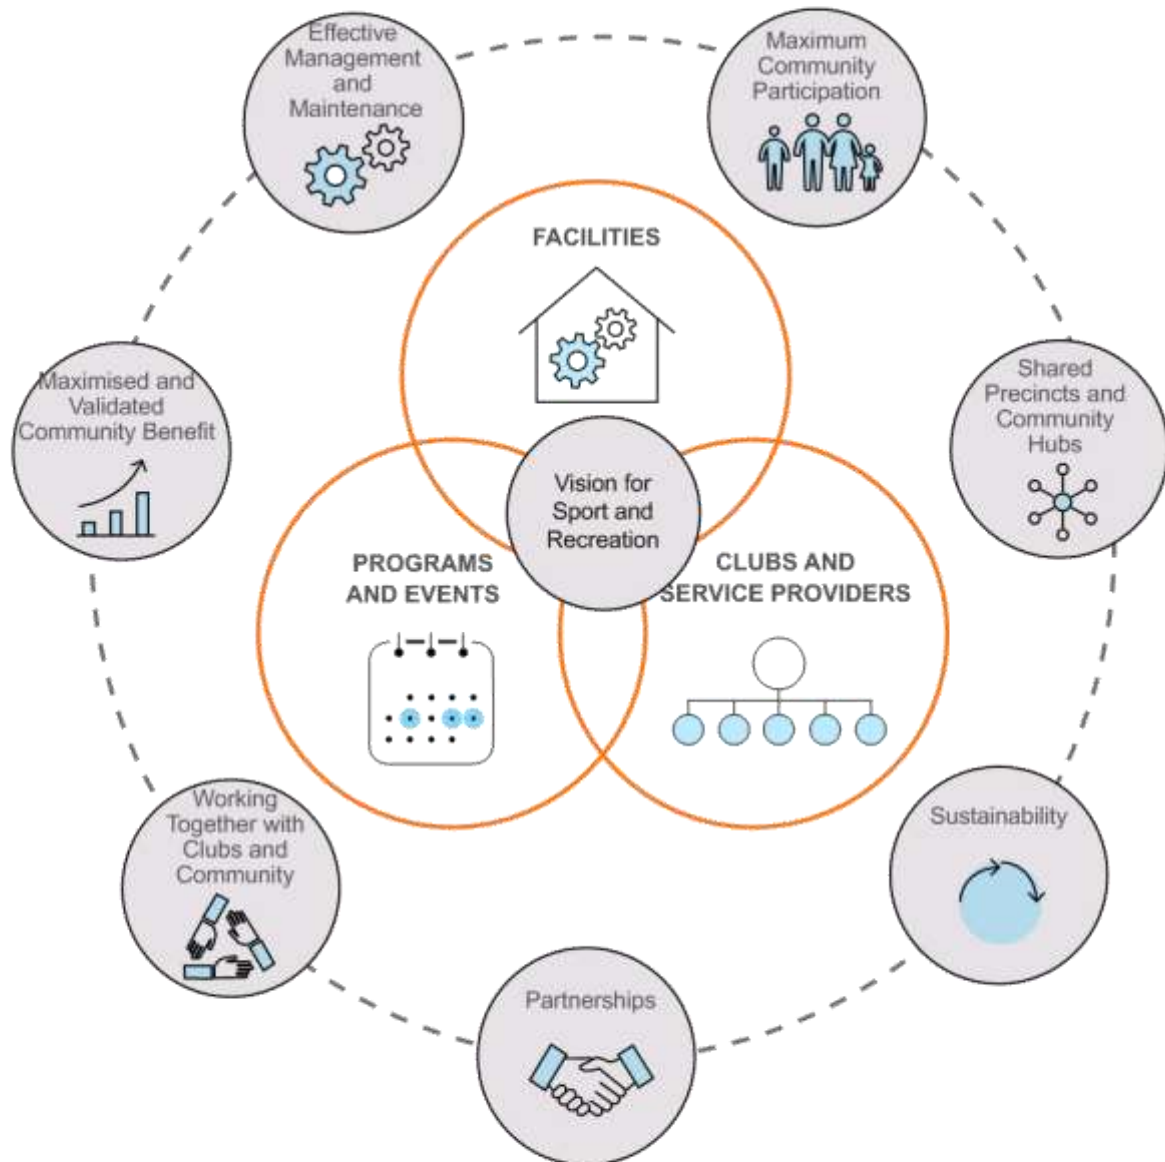 Effective
Management
and
Maintenance
Maximum
Community
Participation
FACILITIES
Maximised and
Validated
Community Benefit
Shared
Precincts and
Community
Hubs
Vision for
Sport and
Recreation
PROGRAMS
AND EVENTS
CLUBS AND
SERVICE PROVIDERS
Working
Together with
Clubs and
Community
Sustainability
Partnerships